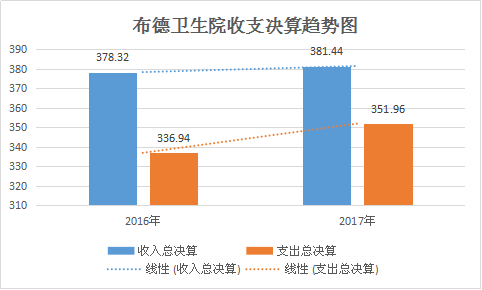 布德卫生院收支决算趋势图
390
380
370
360
350
340
330
320
310
378.32
336.94
381.44
351.96
2016年
2017年
收入总决算
支出总决算
线性 (收入总决算)
线性 (支出总决算)